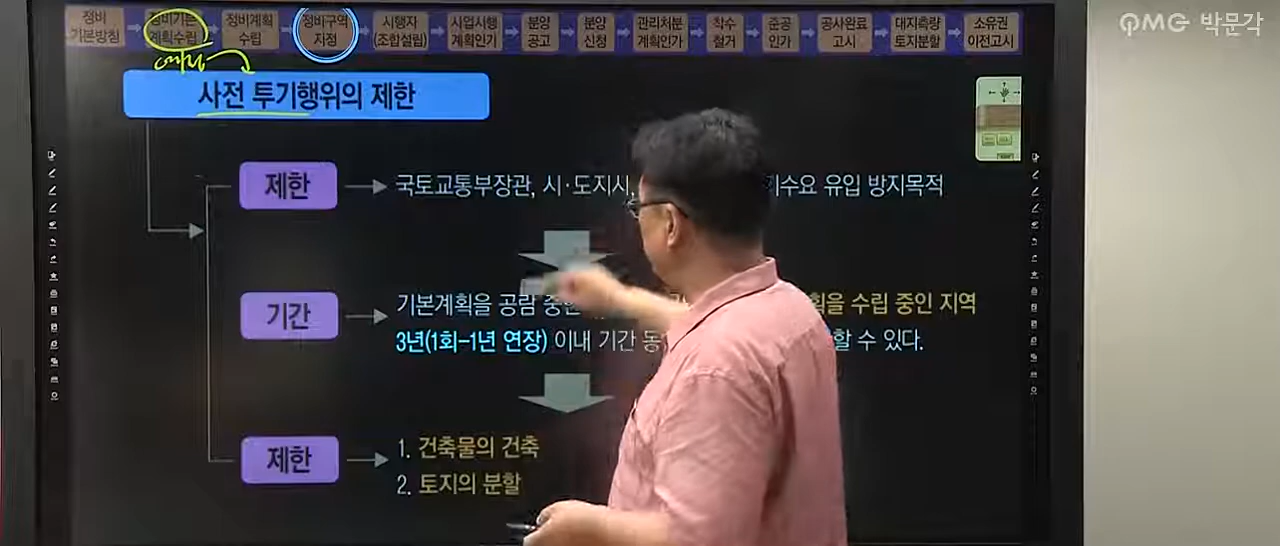 정비
기본방침
정비기본
계획수립
정비계획
수립
정비구역
지정
시행자
(조합설립)
사업시행
계획인가
분양
공고
분양
신청
관리처분
계획인가
착수
철거
준공
인가
공사완료
고시
대지측량
토지분할
소유권
이전고시
박문각
사전 투기행위의 제한
제한
국토교통부장관, 시·도지사, 유입 방지목적
기간
기본계획을 공람 중인 수립 중인 지역
3년(1회-1년 연장) 이내 기간 할 수 있다.
제한
1. 건축물의 건축
2. 토지의 분할